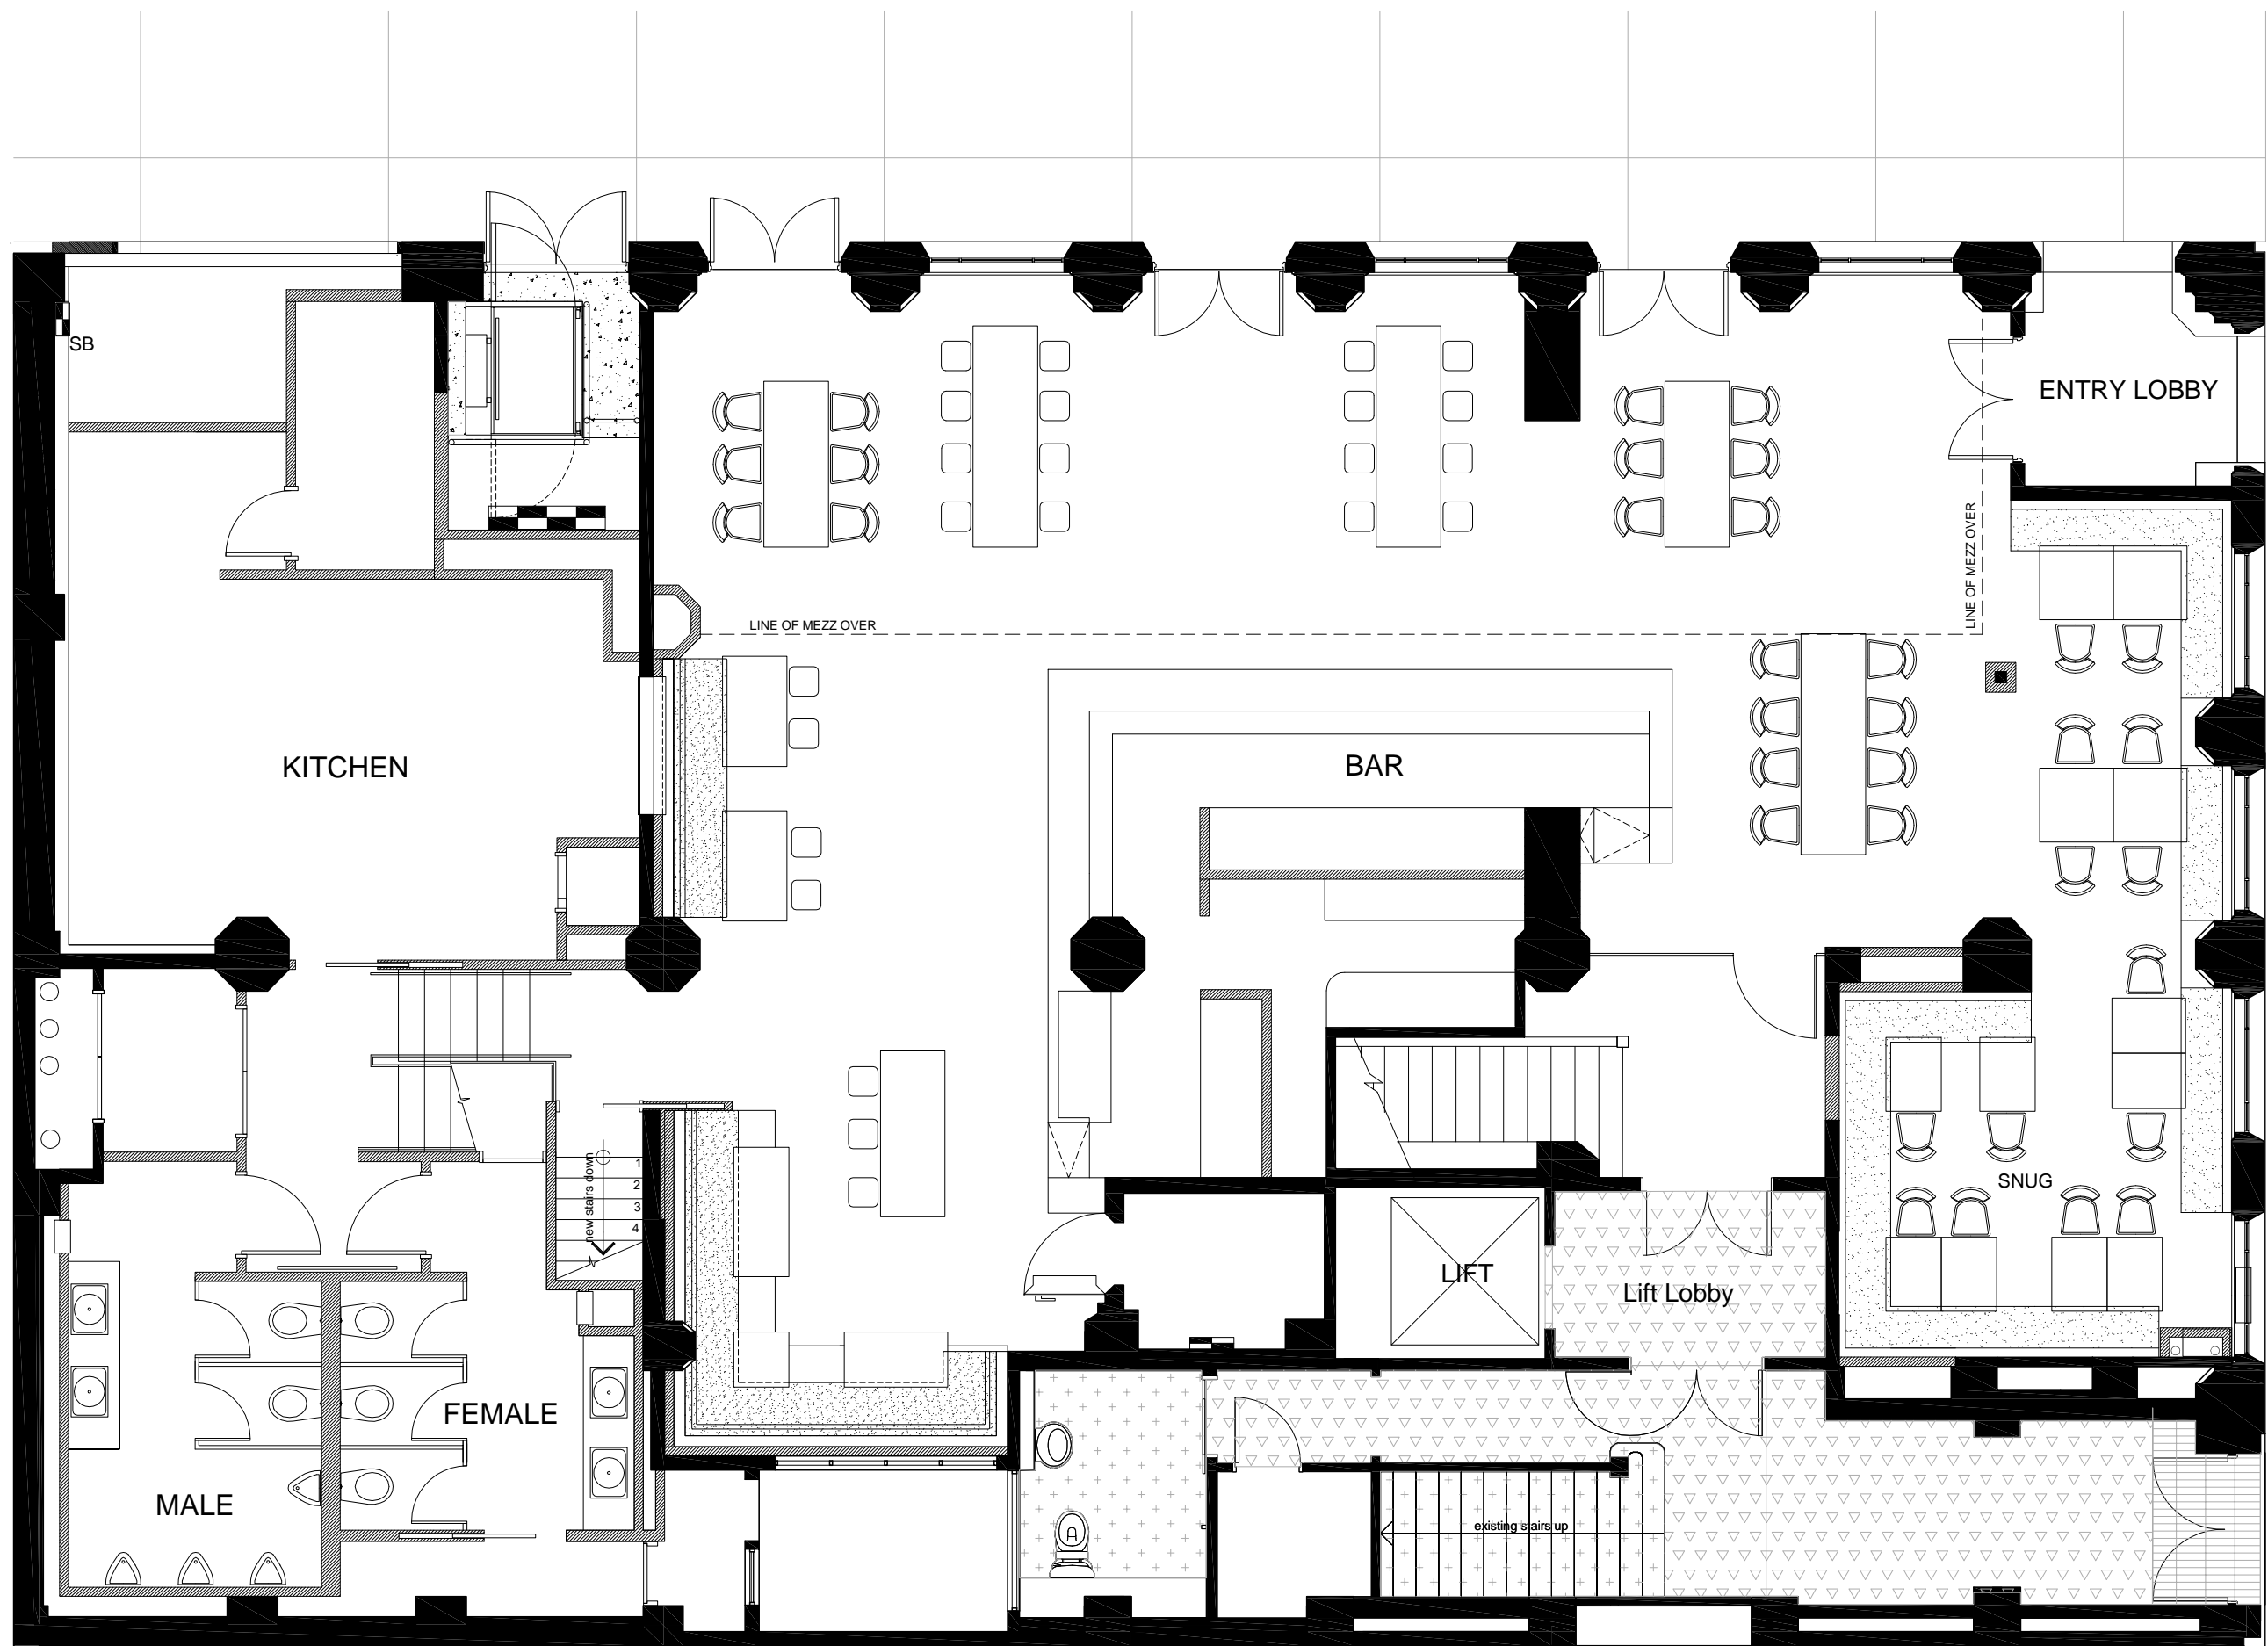 SB
ENTRY LOBBY
LINE OF MEZZ OVER
LINE OF MEZZ OVER
KITCHEN
BAR
new stairs down
1
2
3
4
SNUG
LIFT
Lift Lobby
FEMALE
MALE
existing stairs up